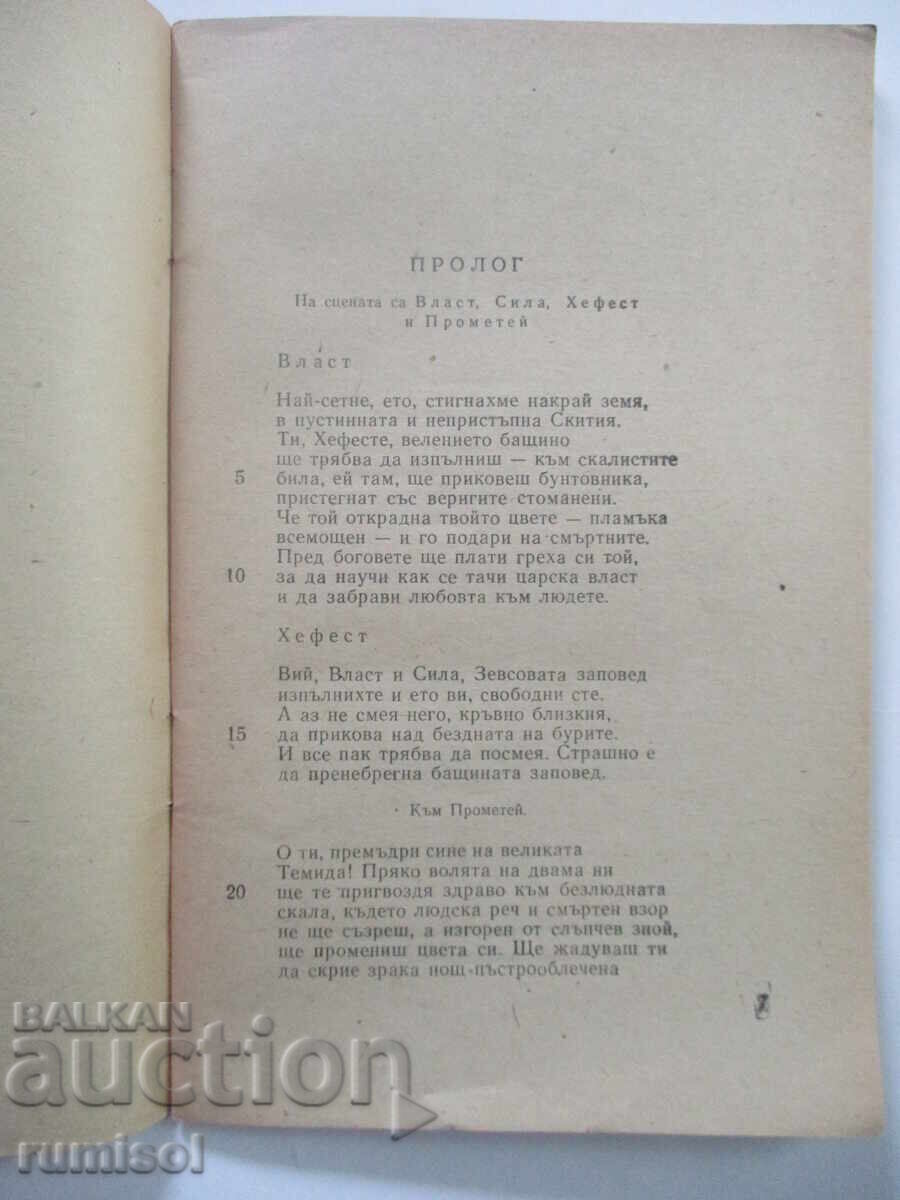 ПРОЛОГ
На сцената са Власт, Сила, Хефест
и Прометей
Власт
Най-сетне, ето, стигнахме накрай земя,
в пустинната и непристъпна Скития.
Ти, Хефесте, велението бащино
ще трябва да изпълниш — към скалистите
5 била, ей там, ще приковеш бунтовника,
пристегнат със веригите стоманени.
Че той открадна твойто цвете — пламъка
всемощен — и го подари на смъртните.
Пред боговете ще плати греха си той,
10 за да научи как се тачи царска власт
и да забрави любовта към людете.
Хефест
Вий, Власт и Сила, Зевсовата заповед
изпълнихте и ето ви, свободни сте.
А аз не смея него, кръвно близкия,
15 да прикова над бездната на бурите.
И все пак трябва да посмея. Страшно е
да пренебрегна бащината заповед.
Към Прометей.
О ти, премъдри сине на великата
Темида! Пряко волята на двама ни
20 ще те пригвоздя здраво към безлюдната
скала, където людска реч и смъртен взор
не ще съзреш, а изгорен от слънчев зной,
ще промениш цвета си. Ще жадуваш ти
да скрие зрака нощ-пъстрооблечена
7
BALKAN
auction
rumisol